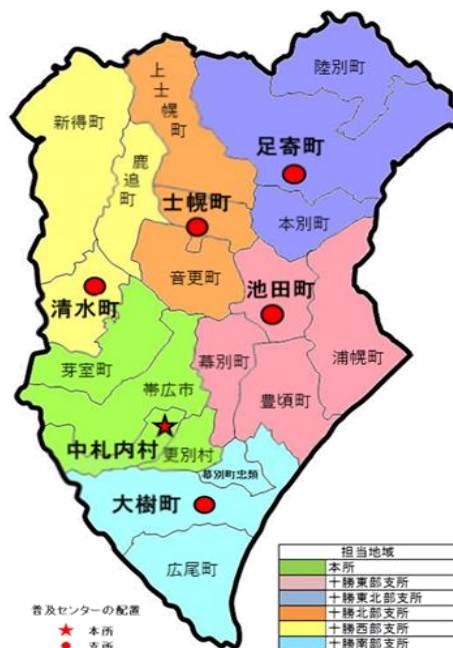 陸別町
上士幌町
新得町
鹿追町
足寄町
士幌町
本別町
音更町
池田町
清水町
浦幌町
幕別町
芽室町
帯広市
豊頃町
中札内村
更別村
幕別町忠類
大樹町
広尾町
担当地域
本所
十勝東部支所
十勝東北部支所
十勝北部支所
十勝西部支所
十勝南部支所
普及センターの配置
★ 本所
● 支所